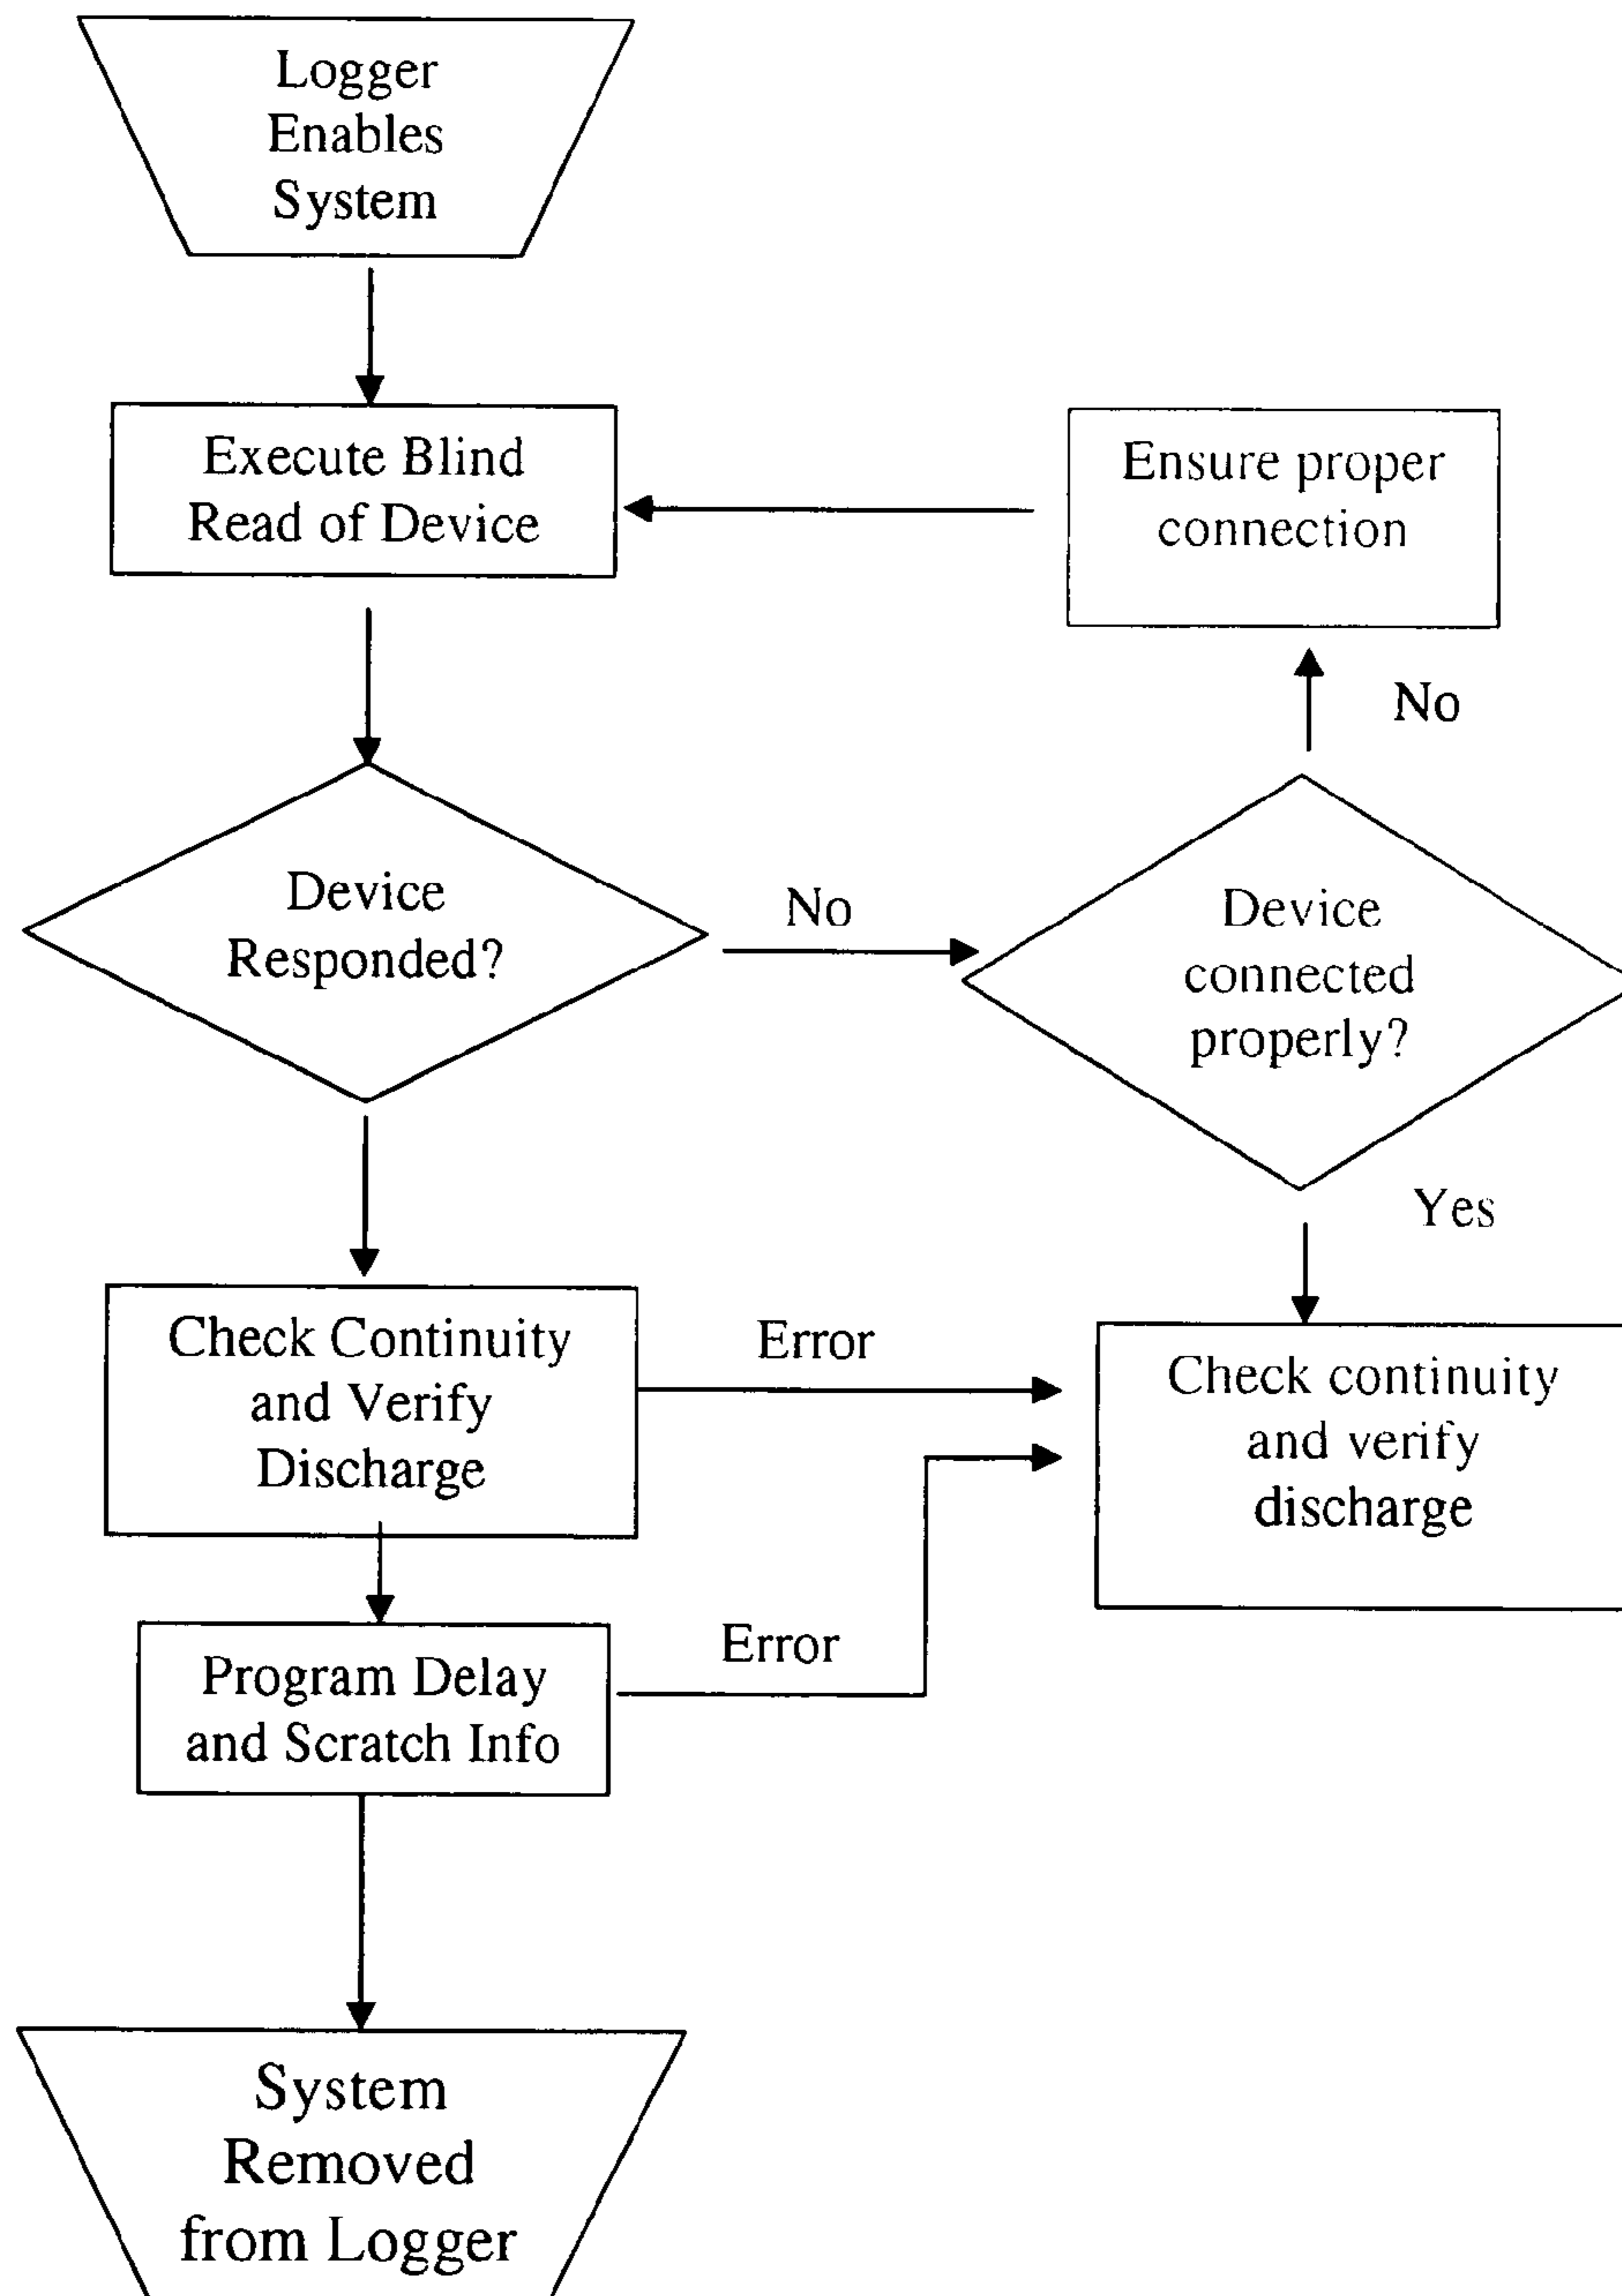 Logger
Enables
System
Execute Blind
Read of Device
Ensure proper
connection
No
Device
Responded?
No
Device
connected
properly?
Yes
Check Continuity
and Verify
Discharge
Error
Check continuity
and verify
discharge
Program Delay
and Scratch Info
Error
System
Removed
from Logger